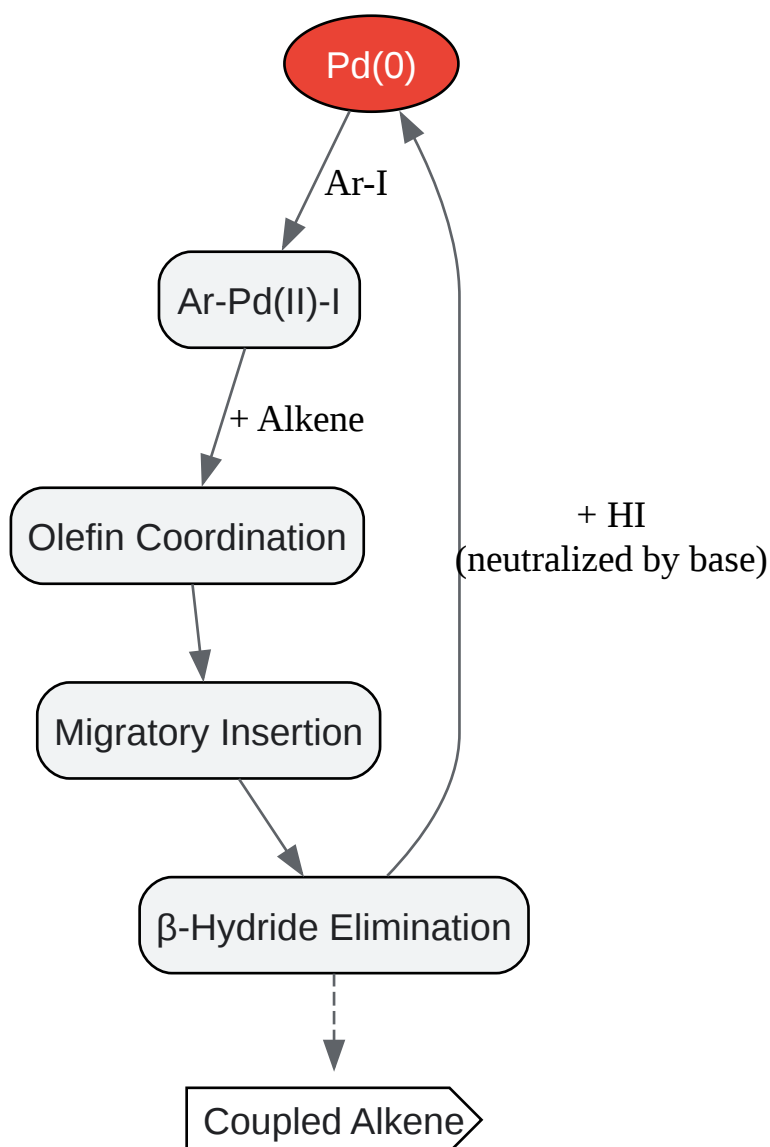 Pd(0)
Ar-I
Ar-Pd(II)-I
+ Alkene
Olefin Coordination
+ HI
(neutralized by base)
Migratory Insertion
β-Hydride Elimination
Coupled Alkene